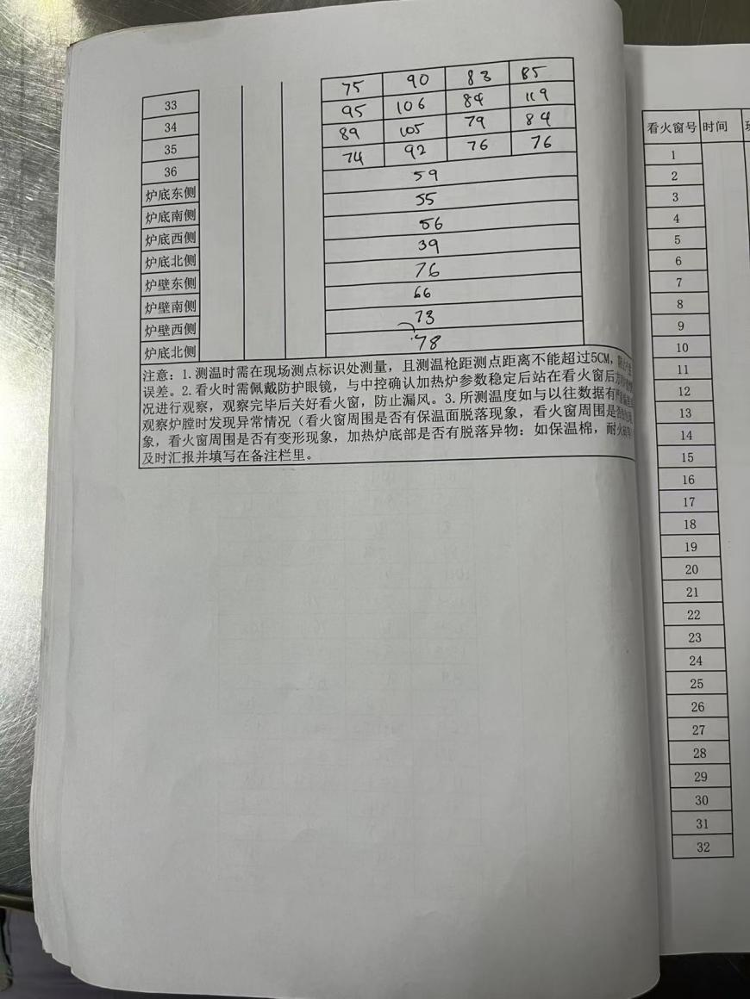 33 75 90 83 85
34 95 106 84 119
35 89 105 79 84
36 74 92 76 76
炉底东侧 59
炉底南侧 55
炉底西侧 56
炉底北侧 39
炉壁东侧 76
炉壁南侧 66
炉壁西侧 73
炉底北侧 78
注意：1.测温时需在现场测点标识处测量，且测温枪距测点距离不能超过5CM，
误差。2.看火时需佩戴防护眼镜，与中控确认加热炉参数稳定后站在看火窗后
况进行观察，观察完毕后关好看火窗，防止漏风。3.所测温度如与以往数据有
观察炉膛时发现异常情况（看火窗周围是否有保温面脱落现象，看火窗周围是
象，看火窗周围是否有变形现象，加热炉底部是否有脱落异物：如保温棉，耐火
及时汇报并填写在备注栏里。
看火窗号 时间
1
2
3
4
5
6
7
8
9
10
11
12
13
14
15
16
17
18
19
20
21
22
23
24
25
26
27
28
29
30
31
32